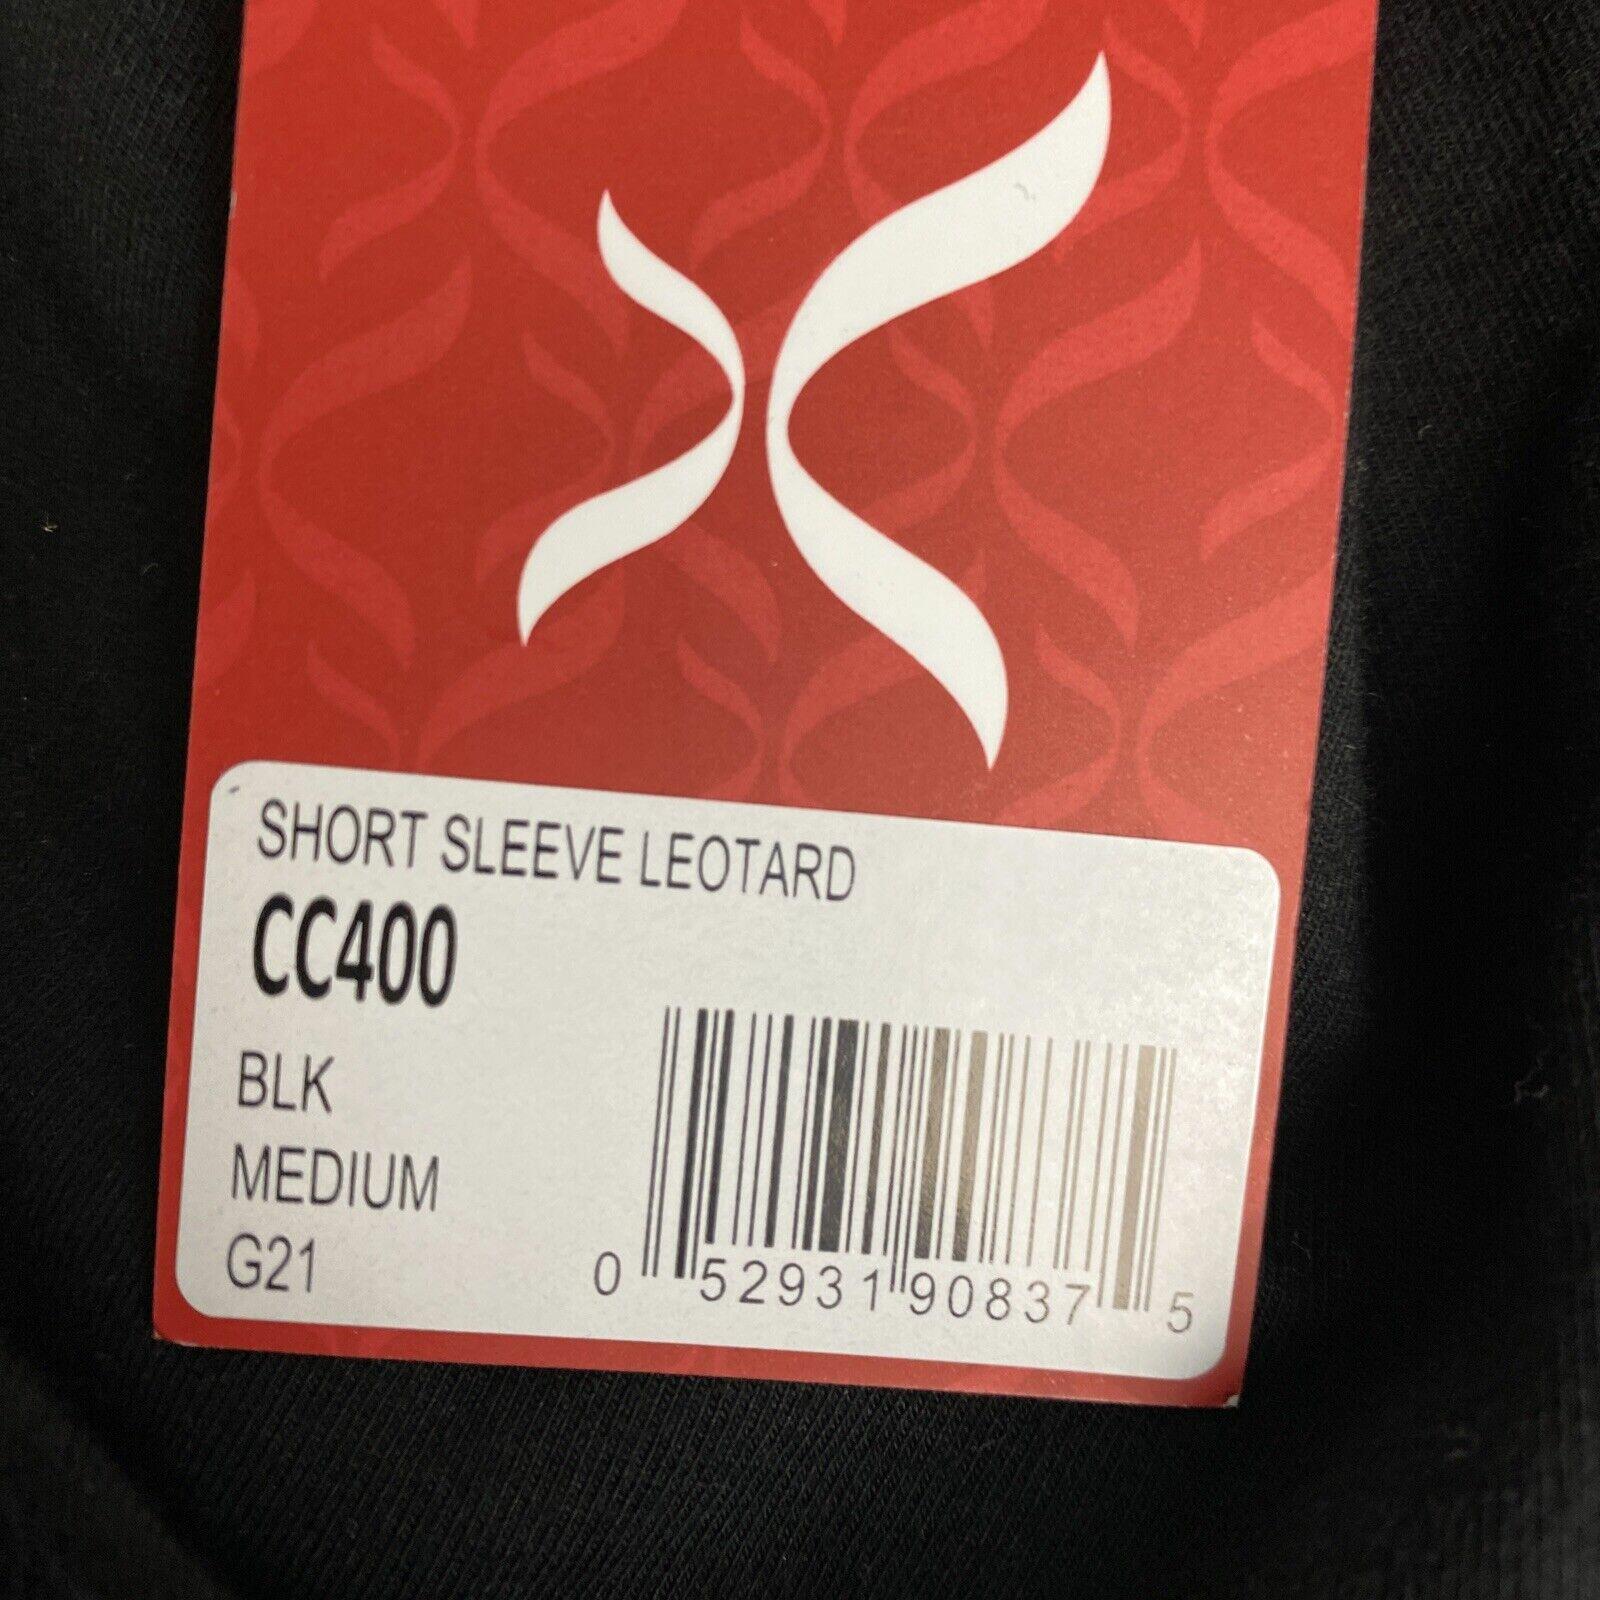 SHORT SLEEVE LEOTARD
CC400
BLK
MEDIUM
G21
0 52931 90837 5